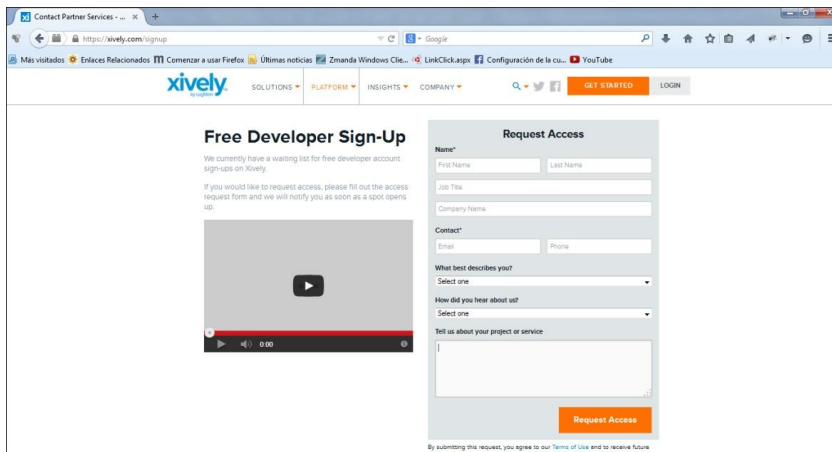 Contact Partner Services - ...
https://xively.com/signup
Google
Más visitados Enlaces Relacionados Comenzar a usar Firefox Últimas noticias Zmanda Windows Clie... LinkClick.aspx Configuración de la cu... YouTube
xively
by LogMeIn
SOLUTIONS PLATFORM INSIGHTS COMPANY GET STARTED LOGIN
Free Developer Sign-Up
We currently have a waiting list for free developer account
sign-ups on Xively.
If you would like to request access, please fill out the access
request form and we will notify you as soon as a spot opens
up.
0:00
Request Access
Name*
First Name Last Name
Job Title
Company Name
Contact*
Email Phone
What best describes you?
Select one
How did you hear about us?
Select one
Tell us about your project or service
Request Access
By submitting this request, you agree to our Terms of Use and to receive future